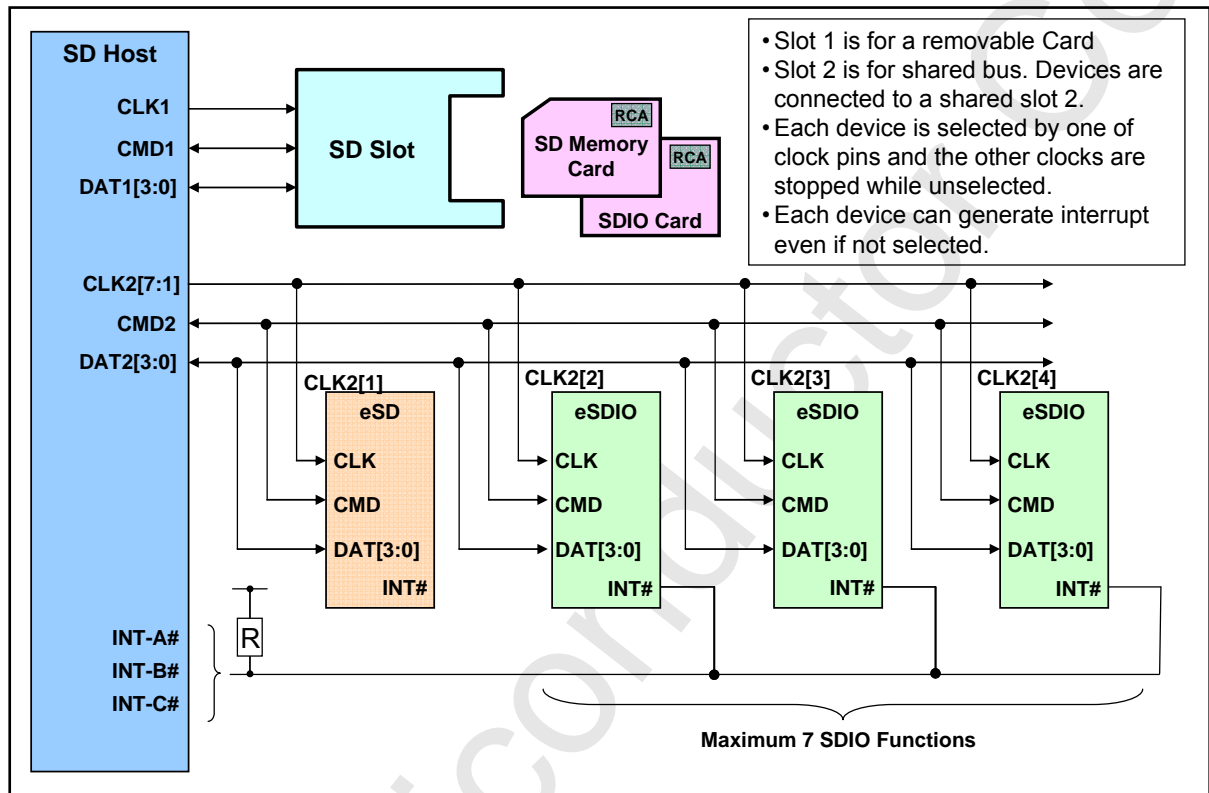 SD Host
CLK1
CMD1
DAT1[3:0]
SD Slot
RCA
SD Memory
Card
RCA
SDIO Card
• Slot 1 is for a removable Card
• Slot 2 is for shared bus. Devices are
connected to a shared slot 2.
• Each device is selected by one of
clock pins and the other clocks are
stopped while unselected.
• Each device can generate interrupt
even if not selected.
CLK2[7:1]
CMD2
DAT2[3:0]
CLK2[1]
eSD
CLK
CMD
DAT[3:0]
INT#
CLK2[2]
eSDIO
CLK
CMD
DAT[3:0]
INT#
CLK2[3]
eSDIO
CLK
CMD
DAT[3:0]
INT#
CLK2[4]
eSDIO
CLK
CMD
DAT[3:0]
INT#
R
INT-A#
INT-B#
INT-C#
Maximum 7 SDIO Functions